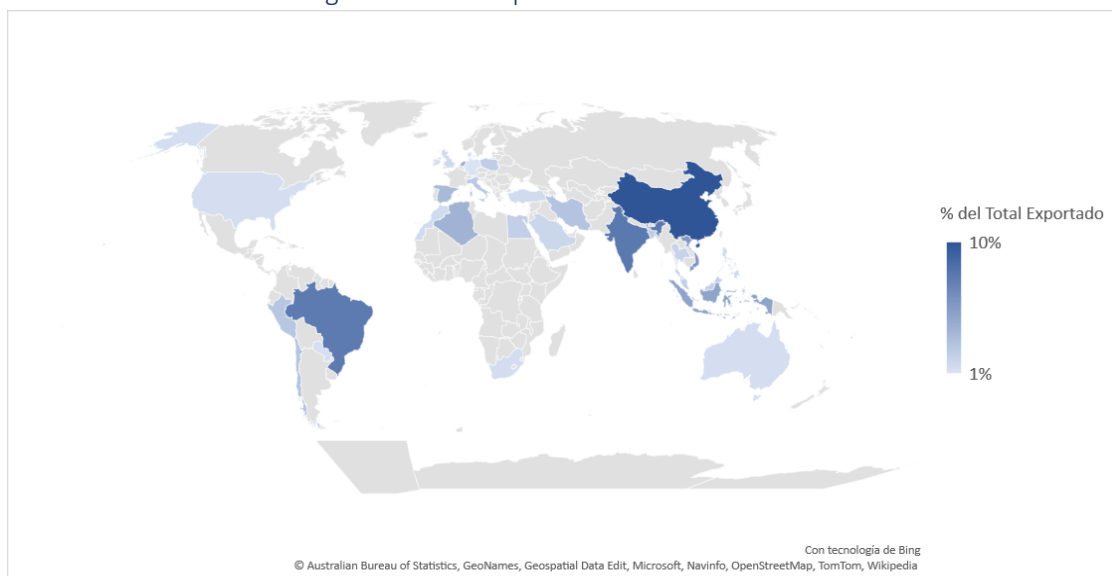 % del Total Exportado
10%
1%
Con tecnología de Bing
© Australian Bureau of Statistics, GeoNames, Geospatial Data Edit, Microsoft, Navinfo, OpenStreetMap, TomTom, Wikipedia